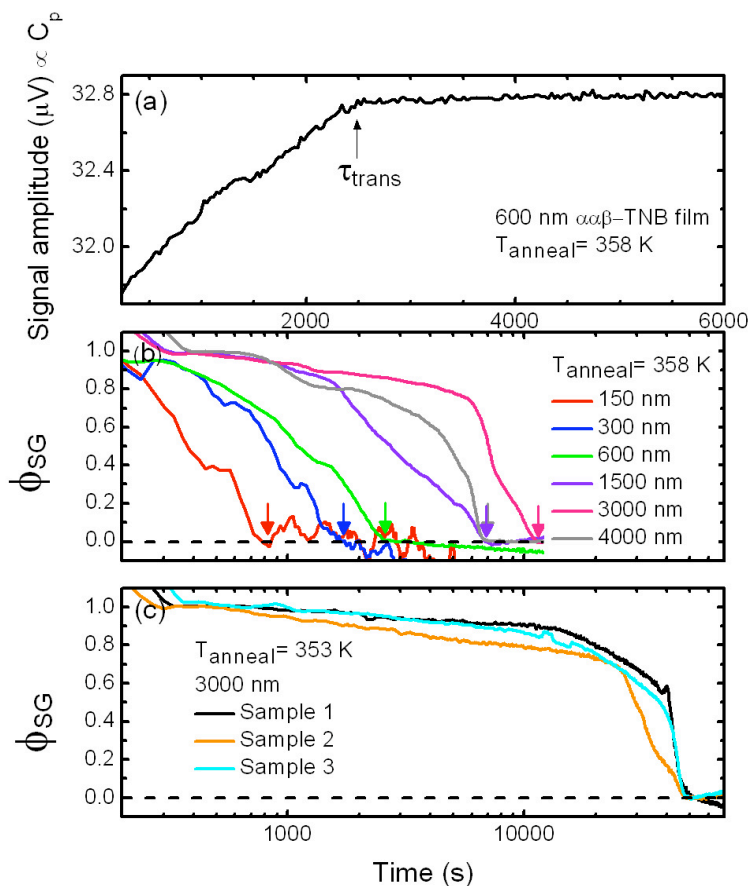 Signal amplitude (μV) ∝ Cp
32.8
32.4
32.0
(a)
τtrans
600 nm ααβ–TNB film
Tanneal= 358 K
2000
4000
6000
ϕSG
1.0
0.8
0.6
0.4
0.2
0.0
(b)
Tanneal= 358 K
150 nm
300 nm
600 nm
1500 nm
3000 nm
4000 nm
ϕSG
1.0
0.8
0.6
0.4
0.2
0.0
(c)
Tanneal= 353 K
3000 nm
Sample 1
Sample 2
Sample 3
1000
10000
Time (s)